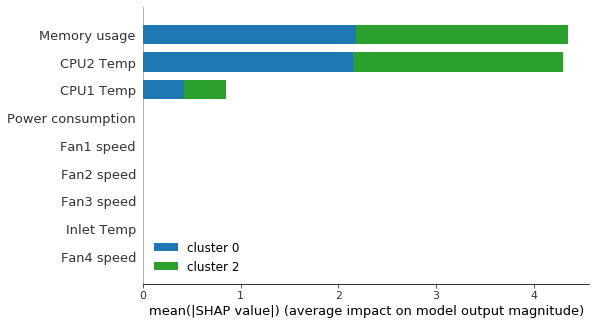 Memory usage
CPU2 Temp
CPU1 Temp
Power consumption
Fan1 speed
Fan2 speed
Fan3 speed
Inlet Temp
Fan4 speed
cluster 0
cluster 2
0 1 2 3 4
mean(|SHAP value|) (average impact on model output magnitude)